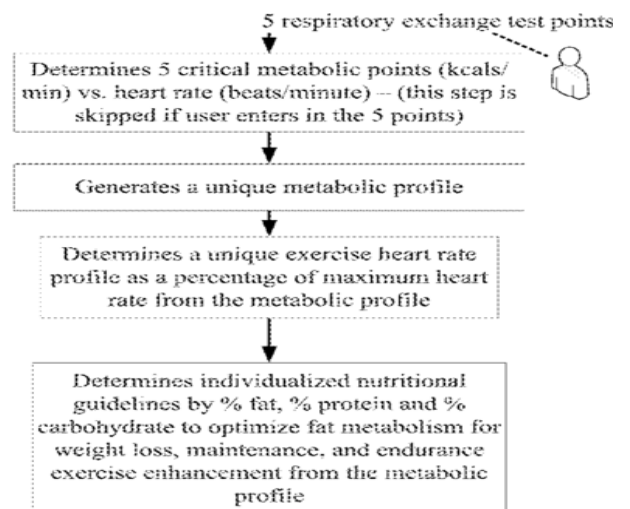 5 respiratory exchange test points
Determines 5 critical metabolic points (kcals/
min) vs. heart rate (beats/minute) – (this step is
skipped if user enters in the 5 points)
Generates a unique metabolic profile
Determines a unique exercise heart rate
profile as a percentage of maximum heart
rate from the metabolic profile
Determines individualized nutritional
guidelines by % fat, % protein and %
carbohydrate to optimize fat metabolism for
weight loss, maintenance, and endurance
exercise enhancement from the metabolic
profile